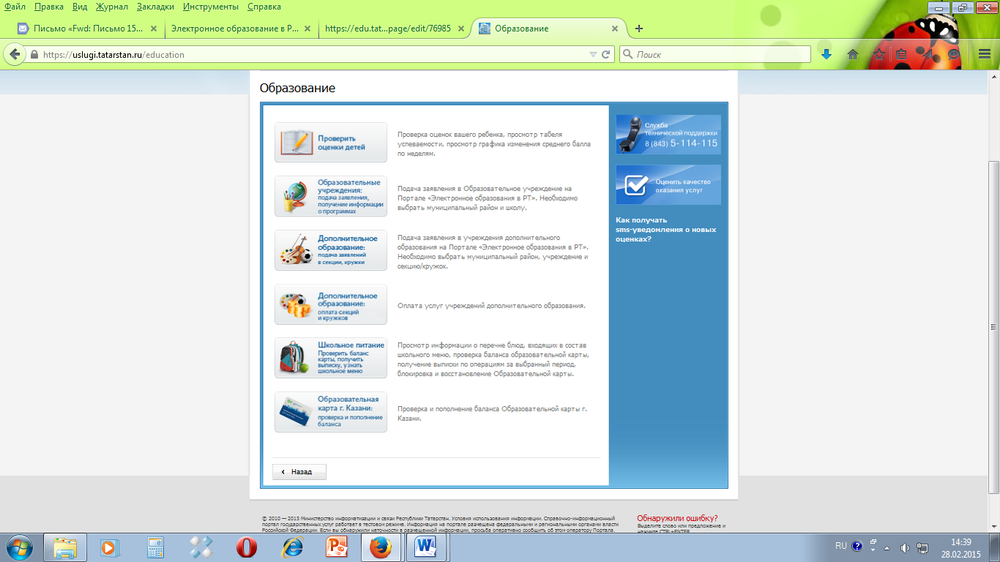 Файл Правка Вид Журнал Закладки Инструменты Справка
Письмо «Fwd: Письмо 15...
Электронное образование в Р...
https://edu.tat...page/edit/76985
Образование
https://uslugi.tatarstan.ru/education
Поиск
Образование
Проверить
оценки детей
Проверка оценок вашего ребенка, просмотр табеля
успеваемости, просмотр графика изменения среднего балла
по неделям.
Образовательные
учреждения:
подача заявления,
получение информации
о программах
Подача заявления в Образовательное учреждение на
Портале «Электронное образования в РТ». Необходимо
выбрать муниципальный район и школу.
Дополнительное
образование:
подача заявлений
в секции, кружки
Подача заявления в учреждения дополнительного
образования на Портале «Электронное образования в РТ».
Необходимо выбрать муниципальный район, учреждение и
секцию/кружок.
Дополнительное
образование:
оплата секций
и кружков
Оплата услуг учреждений дополнительного образования.
Школьное питание
Проверить баланс
карты, получить
выписку, узнать
школьное меню
Просмотр информации о перечне блюд, входящих в состав
школьного меню, проверка баланса образовательной карты,
получение выписки по операциям за выбранный период,
блокировка и восстановление Образовательной карты.
Образовательная
карта г. Казани:
проверка и пополнение
баланса
Проверка и пополнение баланса Образовательной карты г.
Казани.
Назад
Служба
технической поддержки
8 (843) 5-114-115
Оценить качество
оказания услуг
Как получать
sms-уведомления о новых
оценках?
© 2010 — 2015 Министерство информатизации и связи Республики Татарстан. Условия использования информации. Справочно-информационный
портал государственных услуг работает в тестовом режиме. Информация на портале размещена федеральными и региональными органами власти
Российской Федерации. Если вы обнаружили неточности в размещенной информации, просьба оперативно сообщить об этом оператору Портала.
Обнаружили ошибку?
Выделите слово или предложение и
нажмите CTRL+ENTER
RU
14:39
28.02.2015